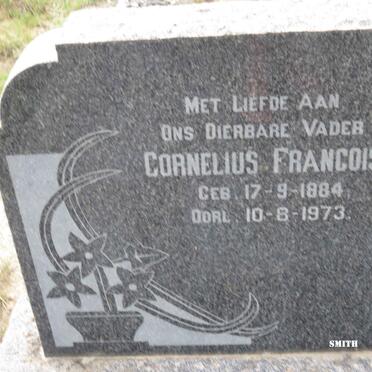 MET LIEFDE AAN
ONS DIERBARE VADER
CORNELIUS FRANCOIS
GEB. 17-9-1884
OORL. 10-8-1973.
SMITH